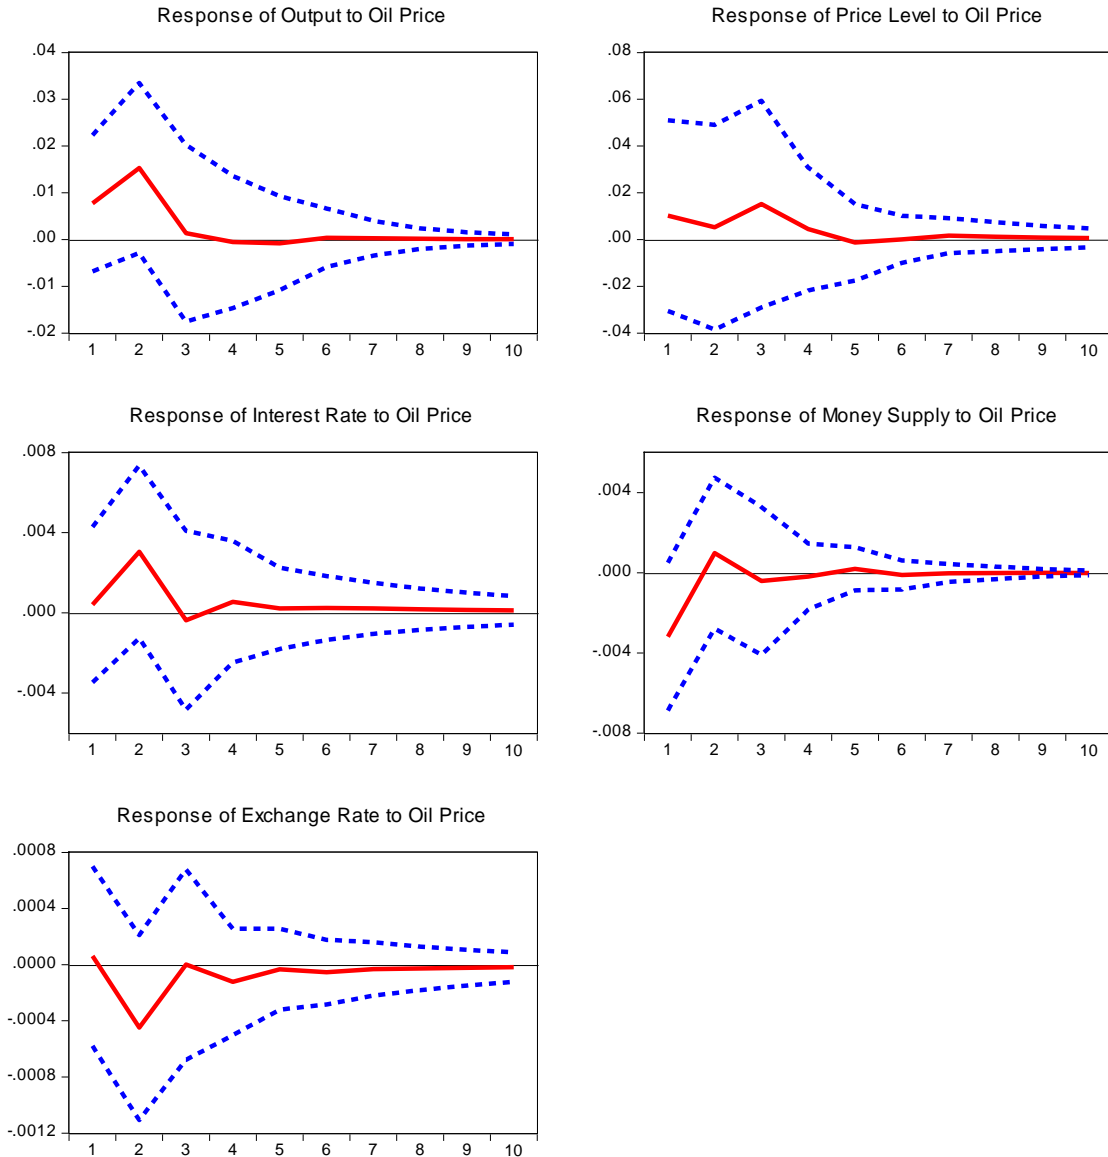 Response of Output to Oil Price
.04
.03
.02
.01
.00
-.01
-.02
1 2 3 4 5 6 7 8 9 10
Response of Price Level to Oil Price
.08
.06
.04
.02
.00
-.02
-.04
1 2 3 4 5 6 7 8 9 10
Response of Interest Rate to Oil Price
.008
.004
.000
-.004
1 2 3 4 5 6 7 8 9 10
Response of Money Supply to Oil Price
.004
.000
-.004
-.008
1 2 3 4 5 6 7 8 9 10
Response of Exchange Rate to Oil Price
.0008
.0004
.0000
-.0004
-.0008
-.0012
1 2 3 4 5 6 7 8 9 10